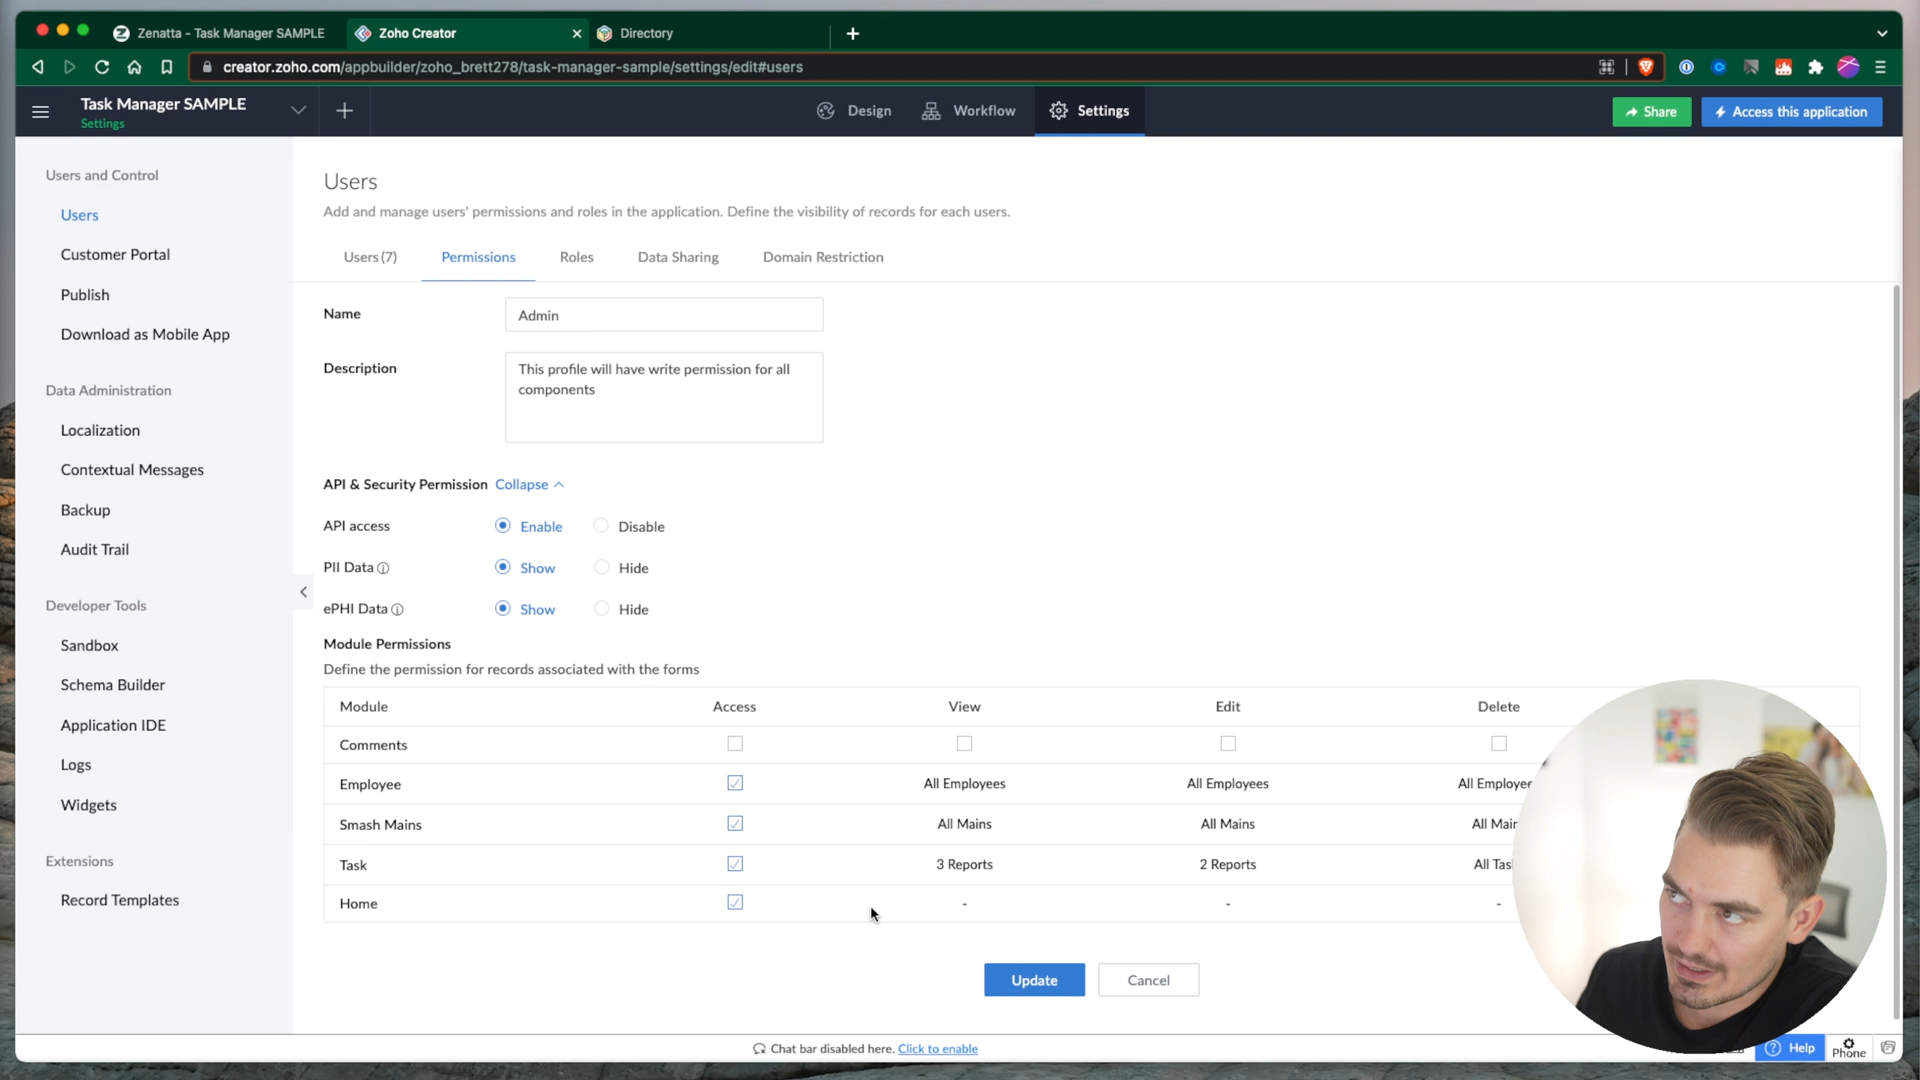 Zenatta - Task Manager SAMPLE
Zoho Creator
Directory
creator.zoho.com/appbuilder/zoho_brett278/task-manager-sample/settings/edit#users
Task Manager SAMPLE
Settings
Design
Workflow
Settings
Share
Access this application
Users and Control
Users
Customer Portal
Publish
Download as Mobile App
Data Administration
Localization
Contextual Messages
Backup
Audit Trail
Developer Tools
Sandbox
Schema Builder
Application IDE
Logs
Widgets
Extensions
Record Templates
Users
Add and manage users' permissions and roles in the application. Define the visibility of records for each users.
Users (7) Permissions Roles Data Sharing Domain Restriction
Name Admin
Description This profile will have write permission for all
components
API & Security Permission Collapse
API access Enable Disable
PII Data Show Hide
ePHI Data Show Hide
Module Permissions
Define the permission for records associated with the forms
Module Access View Edit Delete
Comments
Employee All Employees All Employees All Employees
Smash Mains All Mains All Mains All Mains
Task 3 Reports 2 Reports All Tas
Home - - -
Update Cancel
Chat bar disabled here. Click to enable
Help
Phone